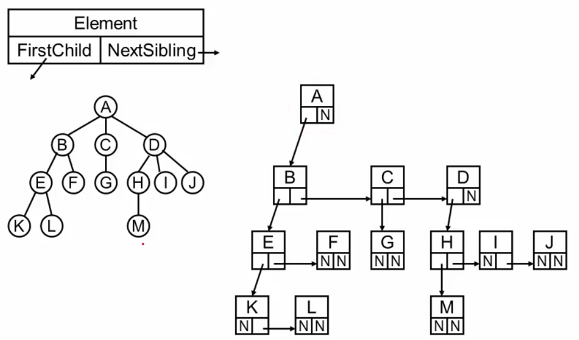 Element
FirstChild NextSibling
A
B C D
E F G H I J
K L M
A
N
B C D
N
E F G H I J
N N N N N N N
K L M
N N N N N